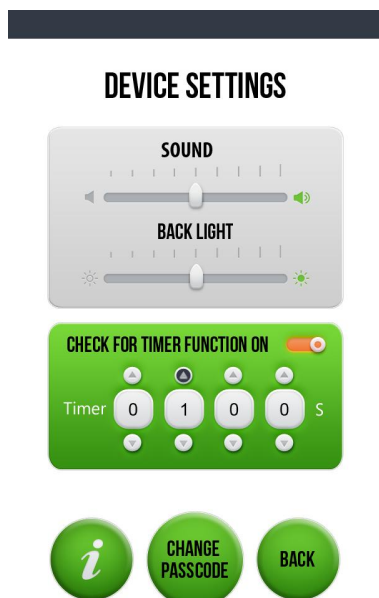 DEVICE SETTINGS
SOUND
BACK LIGHT
CHECK FOR TIMER FUNCTION ON
Timer 0 1 0 0 S
i
CHANGE
PASSCODE
BACK